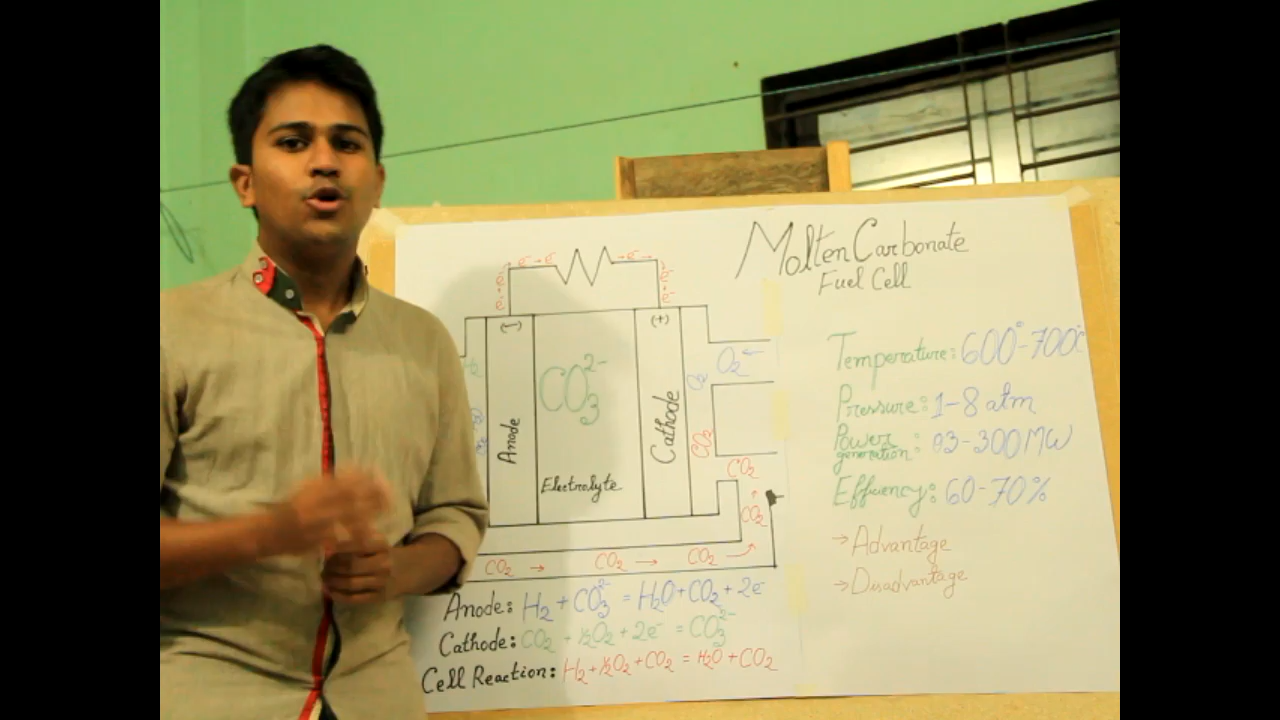 Molten Carbonate
Fuel Cell
e⁻ → e⁻ → e⁻ → e⁻ → e⁻ → e⁻
(-)
(+)
H₂
CO₃²⁻
O₂
O₂ ←
Anode
Cathode
Electrolyte
CO₂
CO₂
CO₂
CO₂ → CO₂ → CO₂
Temperature: 600°-700°
Pressure: 1-8 atm
Power generation: 03-300 MW
Effiency: 60-70%
→ Advantage
→ Disadvantage
Anode: H₂ + CO₃²⁻ = H₂O + CO₂ + 2e⁻
Cathode: CO₂ + ½O₂ + 2e⁻ = CO₃²⁻
Cell Reaction: H₂ + ½O₂ + CO₂ = H₂O + CO₂